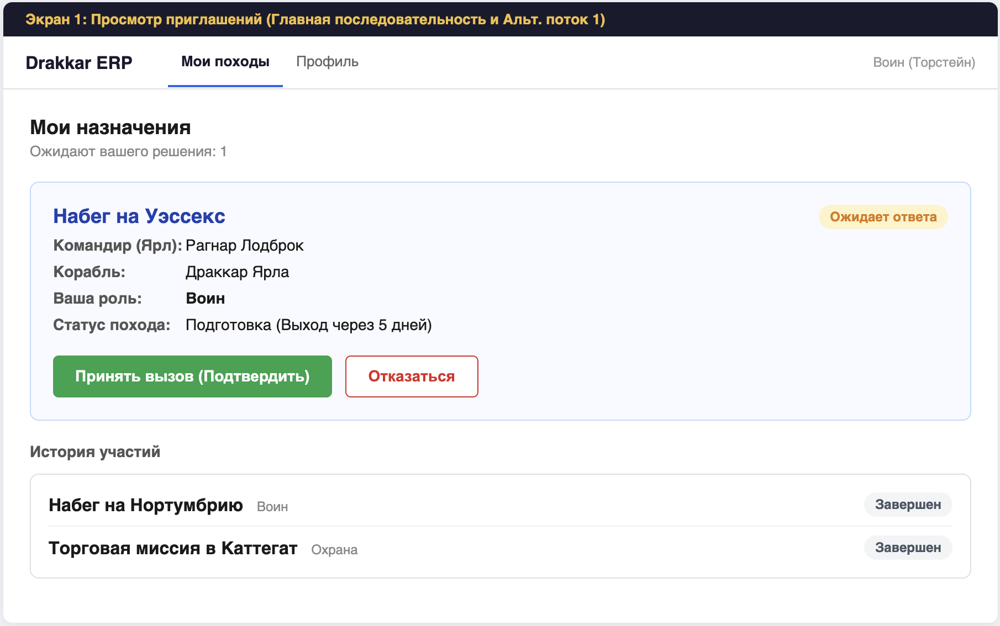 Экран 1: Просмотр приглашений (Главная последовательность и Альт. поток 1)
Drakkar ERP Мои походы Профиль Воин (Торстейн)
Мои назначения
Ожидают вашего решения: 1
Набег на Уэссекс Ожидает ответа
Командир (Ярл): Рагнар Лодброк
Корабль: Драккар Ярла
Ваша роль: Воин
Статус похода: Подготовка (Выход через 5 дней)
Принять вызов (Подтвердить) Отказаться
История участий
Набег на Нортумбрию Воин Завершен
Торговая миссия в Каттегат Охрана Завершен